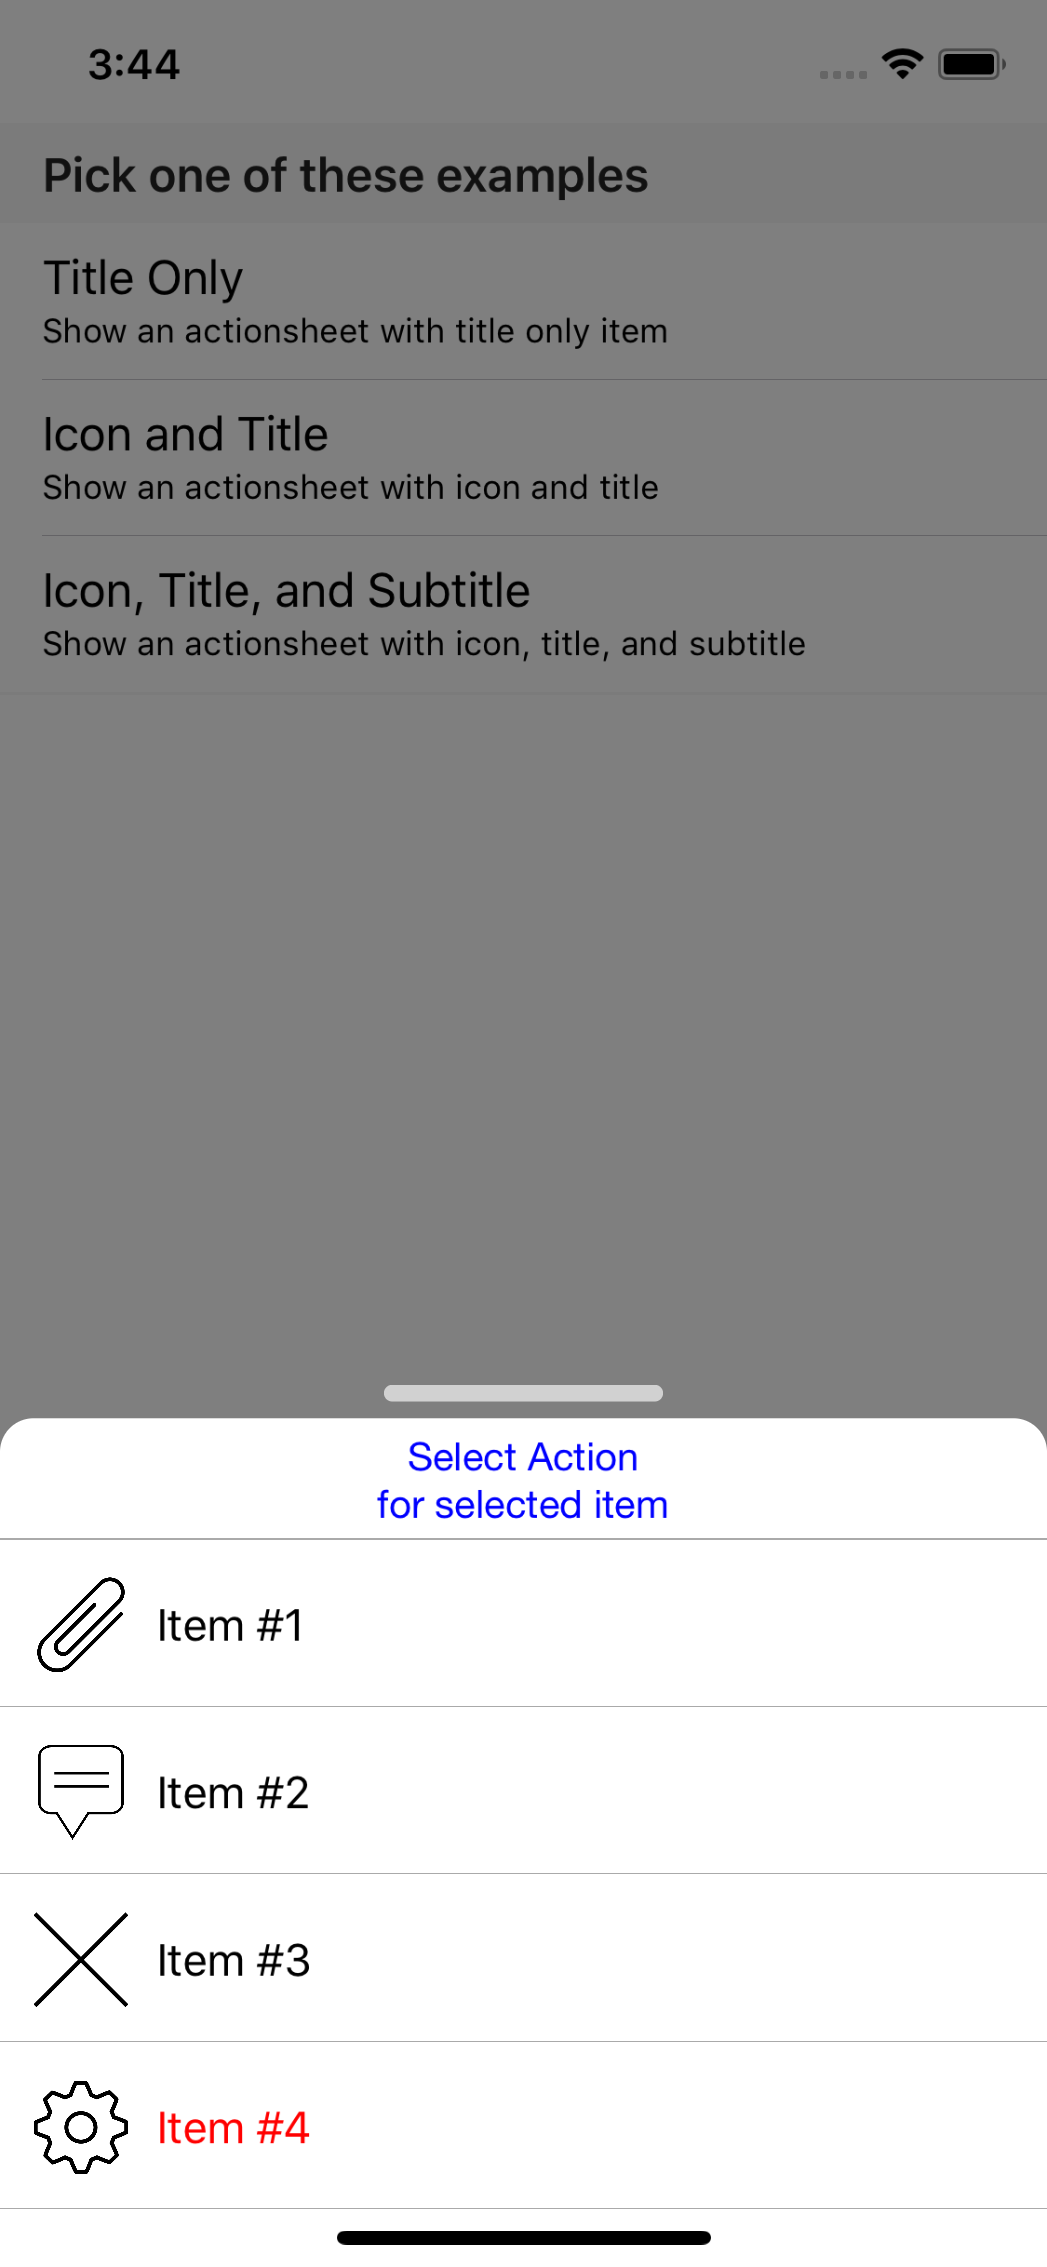 3:44
Pick one of these examples
Title Only
Show an actionsheet with title only item
Icon and Title
Show an actionsheet with icon and title
Icon, Title, and Subtitle
Show an actionsheet with icon, title, and subtitle
Select Action
for selected item
Item #1
Item #2
Item #3
Item #4